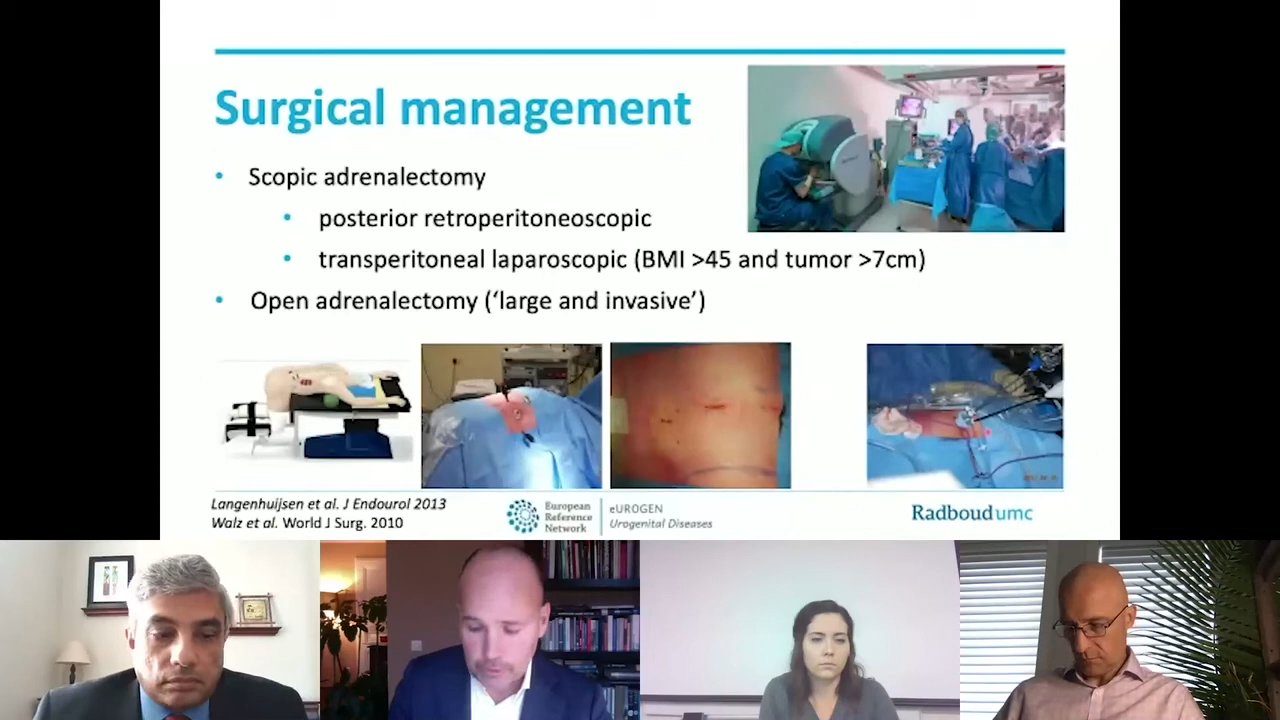 Surgical management
• Scopic adrenalectomy
• posterior retroperitoneoscopic
• transperitoneal laparoscopic (BMI >45 and tumor >7cm)
• Open adrenalectomy (‘large and invasive’)
Langenhuijsen et al. J Endourol 2013
Walz et al. World J Surg. 2010
European
Reference
Network
eUROGEN
Urogenital Diseases
Radboudumc